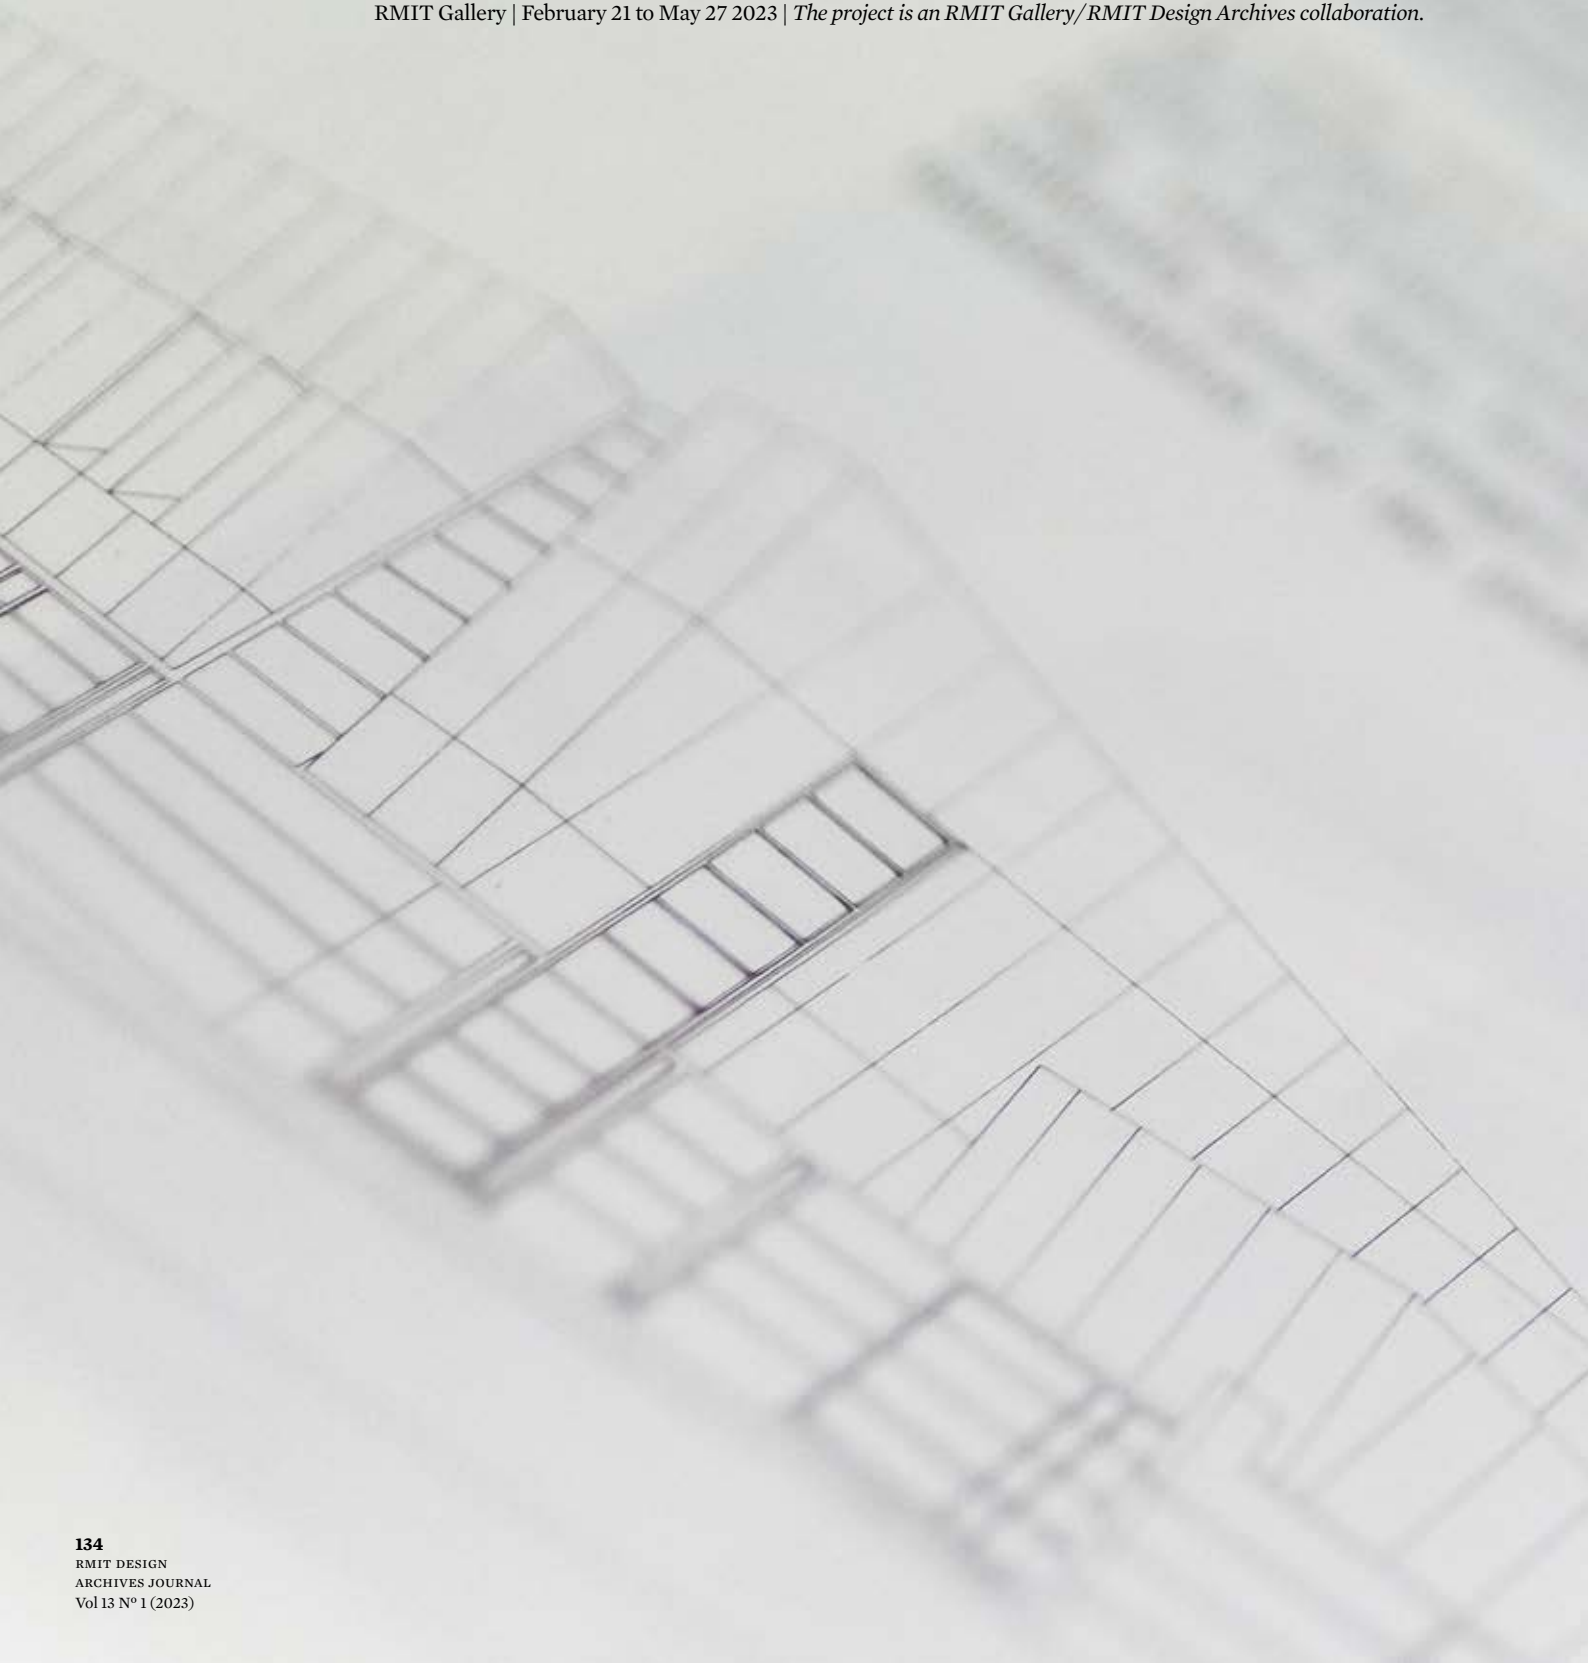 RMIT Gallery | February 21 to May 27 2023 | The project is an RMIT Gallery/RMIT Design Archives collaboration.
134
RMIT DESIGN
ARCHIVES JOURNAL
Vol 13 Nº 1 (2023)